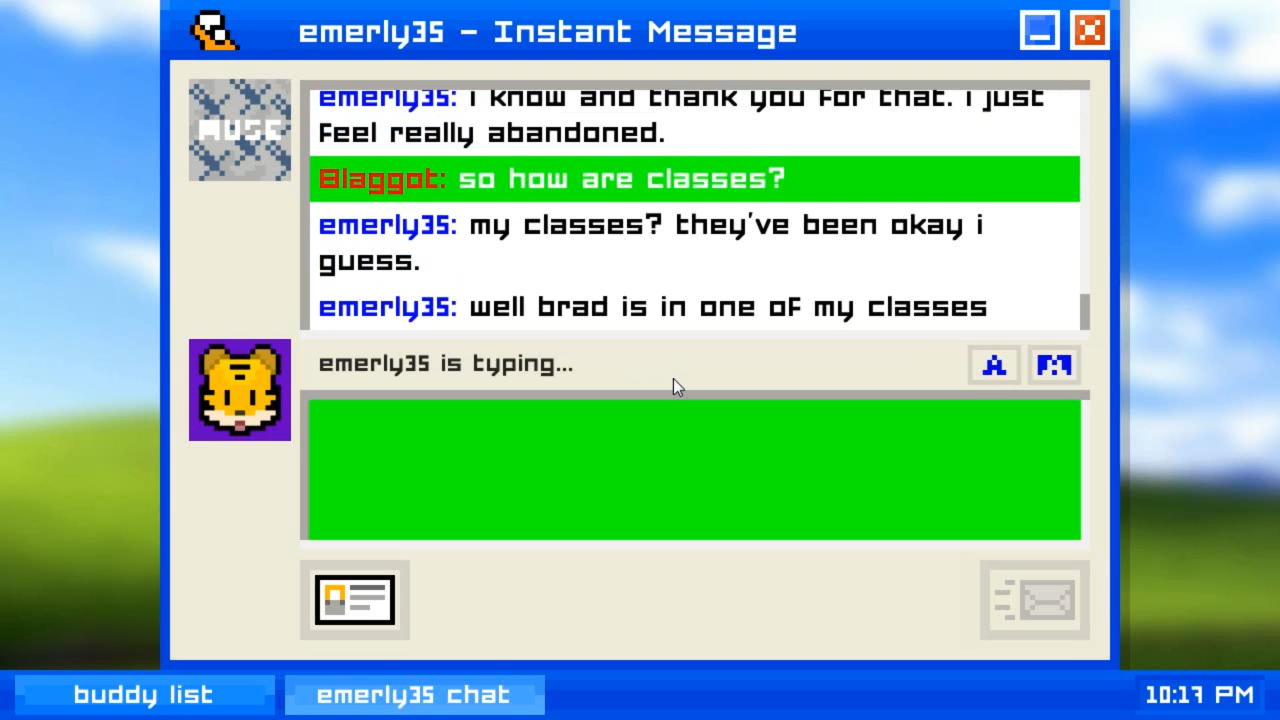 emerly35 - Instant Message
MUSE
emerly35: i know and thank you for that. i just
feel really abandoned.
Blaggot: so how are classes?
emerly35: my classes? they've been okay i
guess.
emerly35: well brad is in one of my classes
emerly35 is typing...
A
buddy list
emerly35 chat
10:17 PM